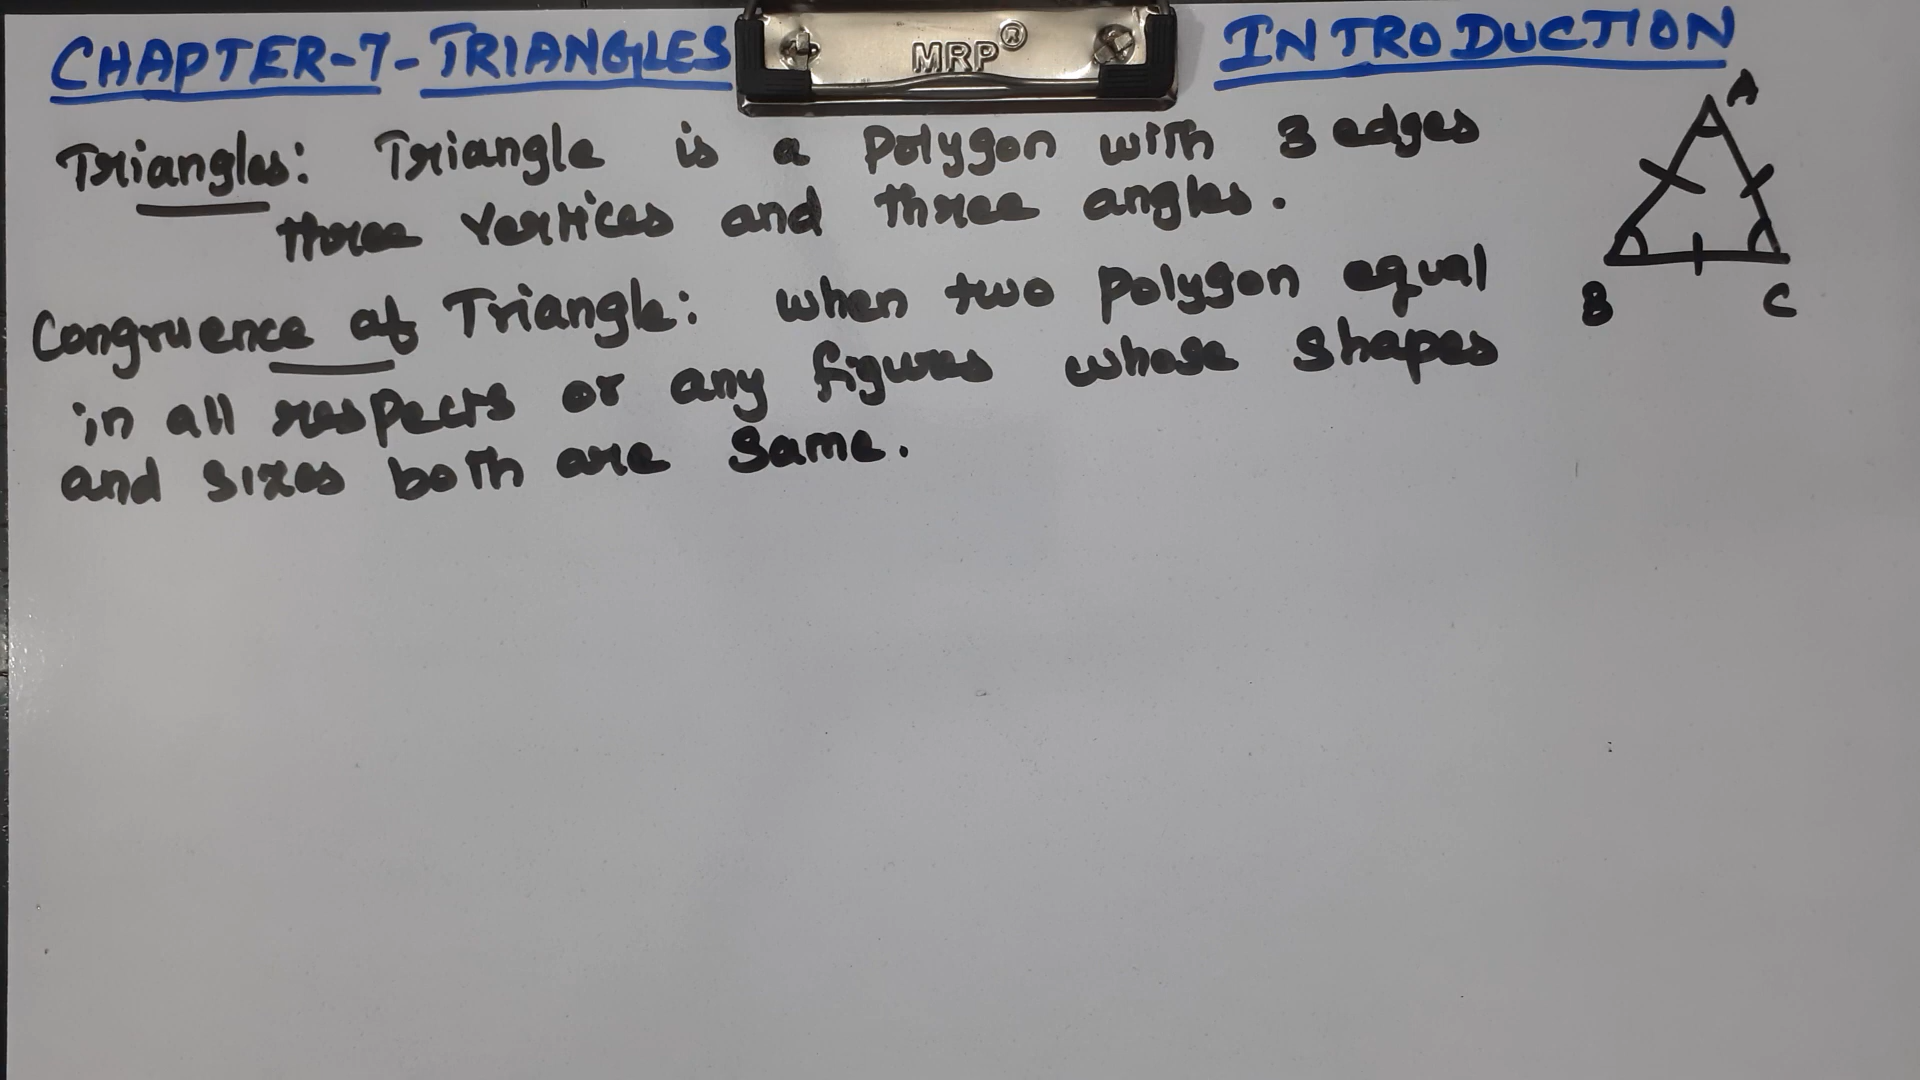 CHAPTER-7-TRIANGLES INTRODUCTION
MRP®
Triangles: Triangle is a polygon with 3 edges
three vertices and three angles.
Congruence of Triangle: when two polygon equal
in all respects or any figures whose shapes
and sizes both are same.
A
B C